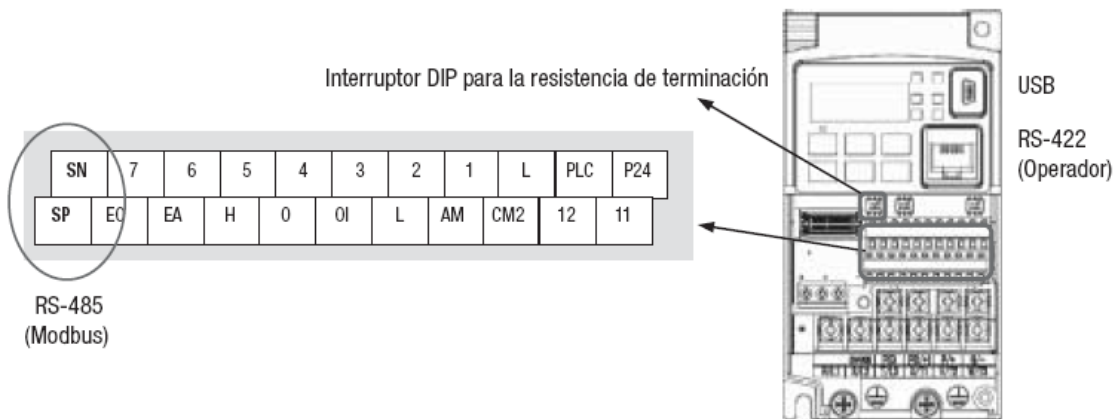 Interruptor DIP para la resistencia de terminación
USB
RS-422
(Operador)
SN 7 6 5 4 3 2 1 L PLC P24
SP EO EA H O OI L AM CM2 12 11
RS-485
(Modbus)